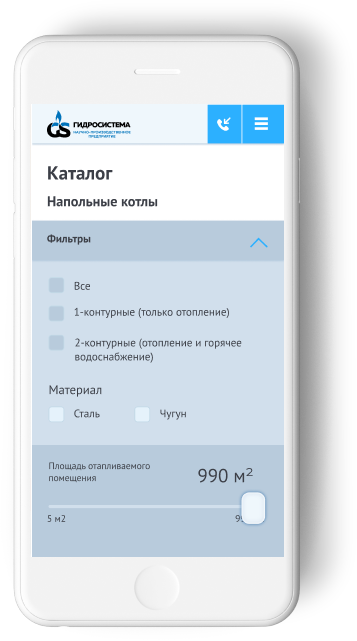 GS ГИДРОСИСТЕМА
НАУЧНО-ПРОИЗВОДСТВЕННОЕ
ПРЕДПРИЯТИЕ
Каталог
Напольные котлы
Фильтры
Все
1-контурные (только отопление)
2-контурные (отопление и горячее
водоснабжение)
Материал
Сталь Чугун
Площадь отапливаемого
помещения
990 м²
5 м2